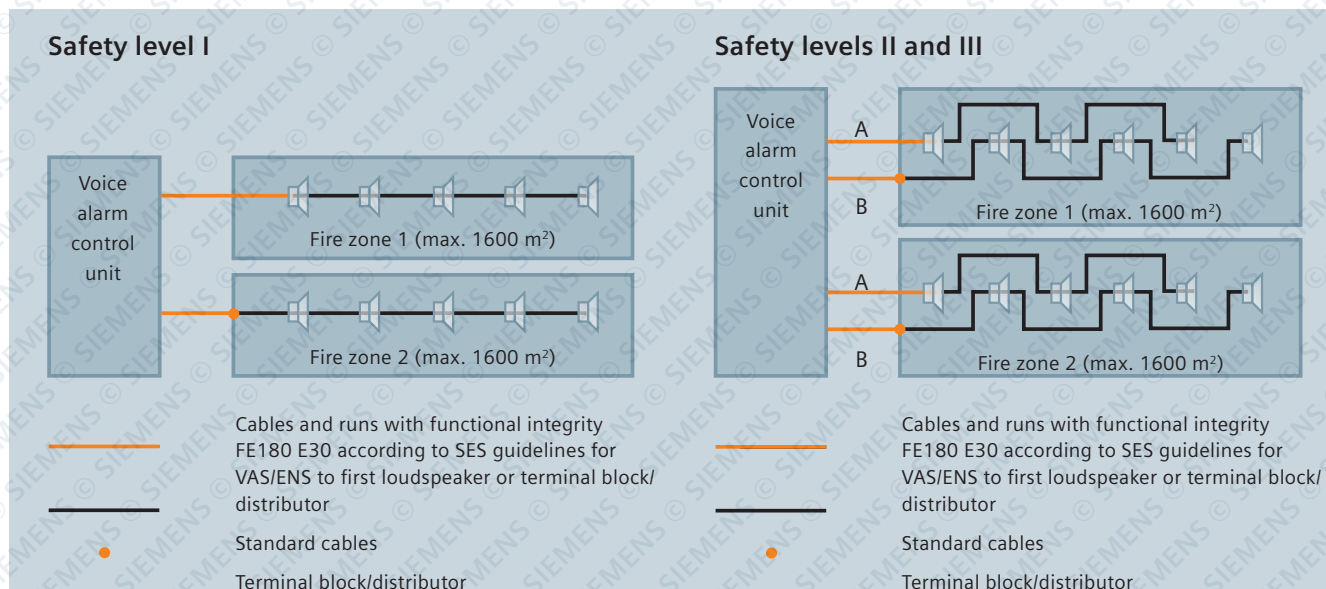 Safety level I
Voice
alarm
control
unit
Fire zone 1 (max. 1600 m²)
Fire zone 2 (max. 1600 m²)
Cables and runs with functional integrity
FE180 E30 according to SES guidelines for
VAS/ENS to first loudspeaker or terminal block/
distributor
Standard cables
Terminal block/distributor
Safety levels II and III
Voice
alarm
control
unit
A
B
Fire zone 1 (max. 1600 m²)
A
B
Fire zone 2 (max. 1600 m²)
Cables and runs with functional integrity
FE180 E30 according to SES guidelines for
VAS/ENS to first loudspeaker or terminal block/
distributor
Standard cables
Terminal block/distributor
© SIEMENS